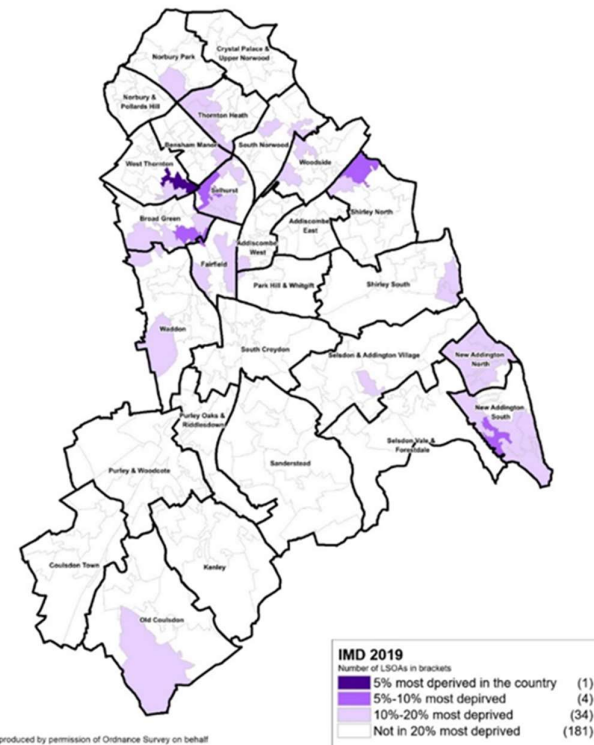 Norbury Park
Crystal Palace &
Upper Norwood
Norbury &
Pollards Hill
Thornton Heath
Bensham Manor
South Norwood
West Thornton
Woodside
Selhurst
Shirley North
Broad Green
Addiscombe
East
Addiscombe
West
Fairfield
Park Hill & Whitgift
Shirley South
Waddon
South Croydon
Selsdon & Addington Village
New Addington
North
New Addington
South
Purley Oaks &
Riddlesdown
Selsdon Vale &
Forestdale
Sanderstead
Purley & Woodcote
Coulsdon Town
Kenley
Old Coulsdon
IMD 2019
Number of LSOAs in brackets
5% most dperived in the country (1)
5%-10% most depirved (4)
10%-20% most deprived (34)
Not in 20% most deprived (181)
produced by permission of Ordnance Survey on behalf